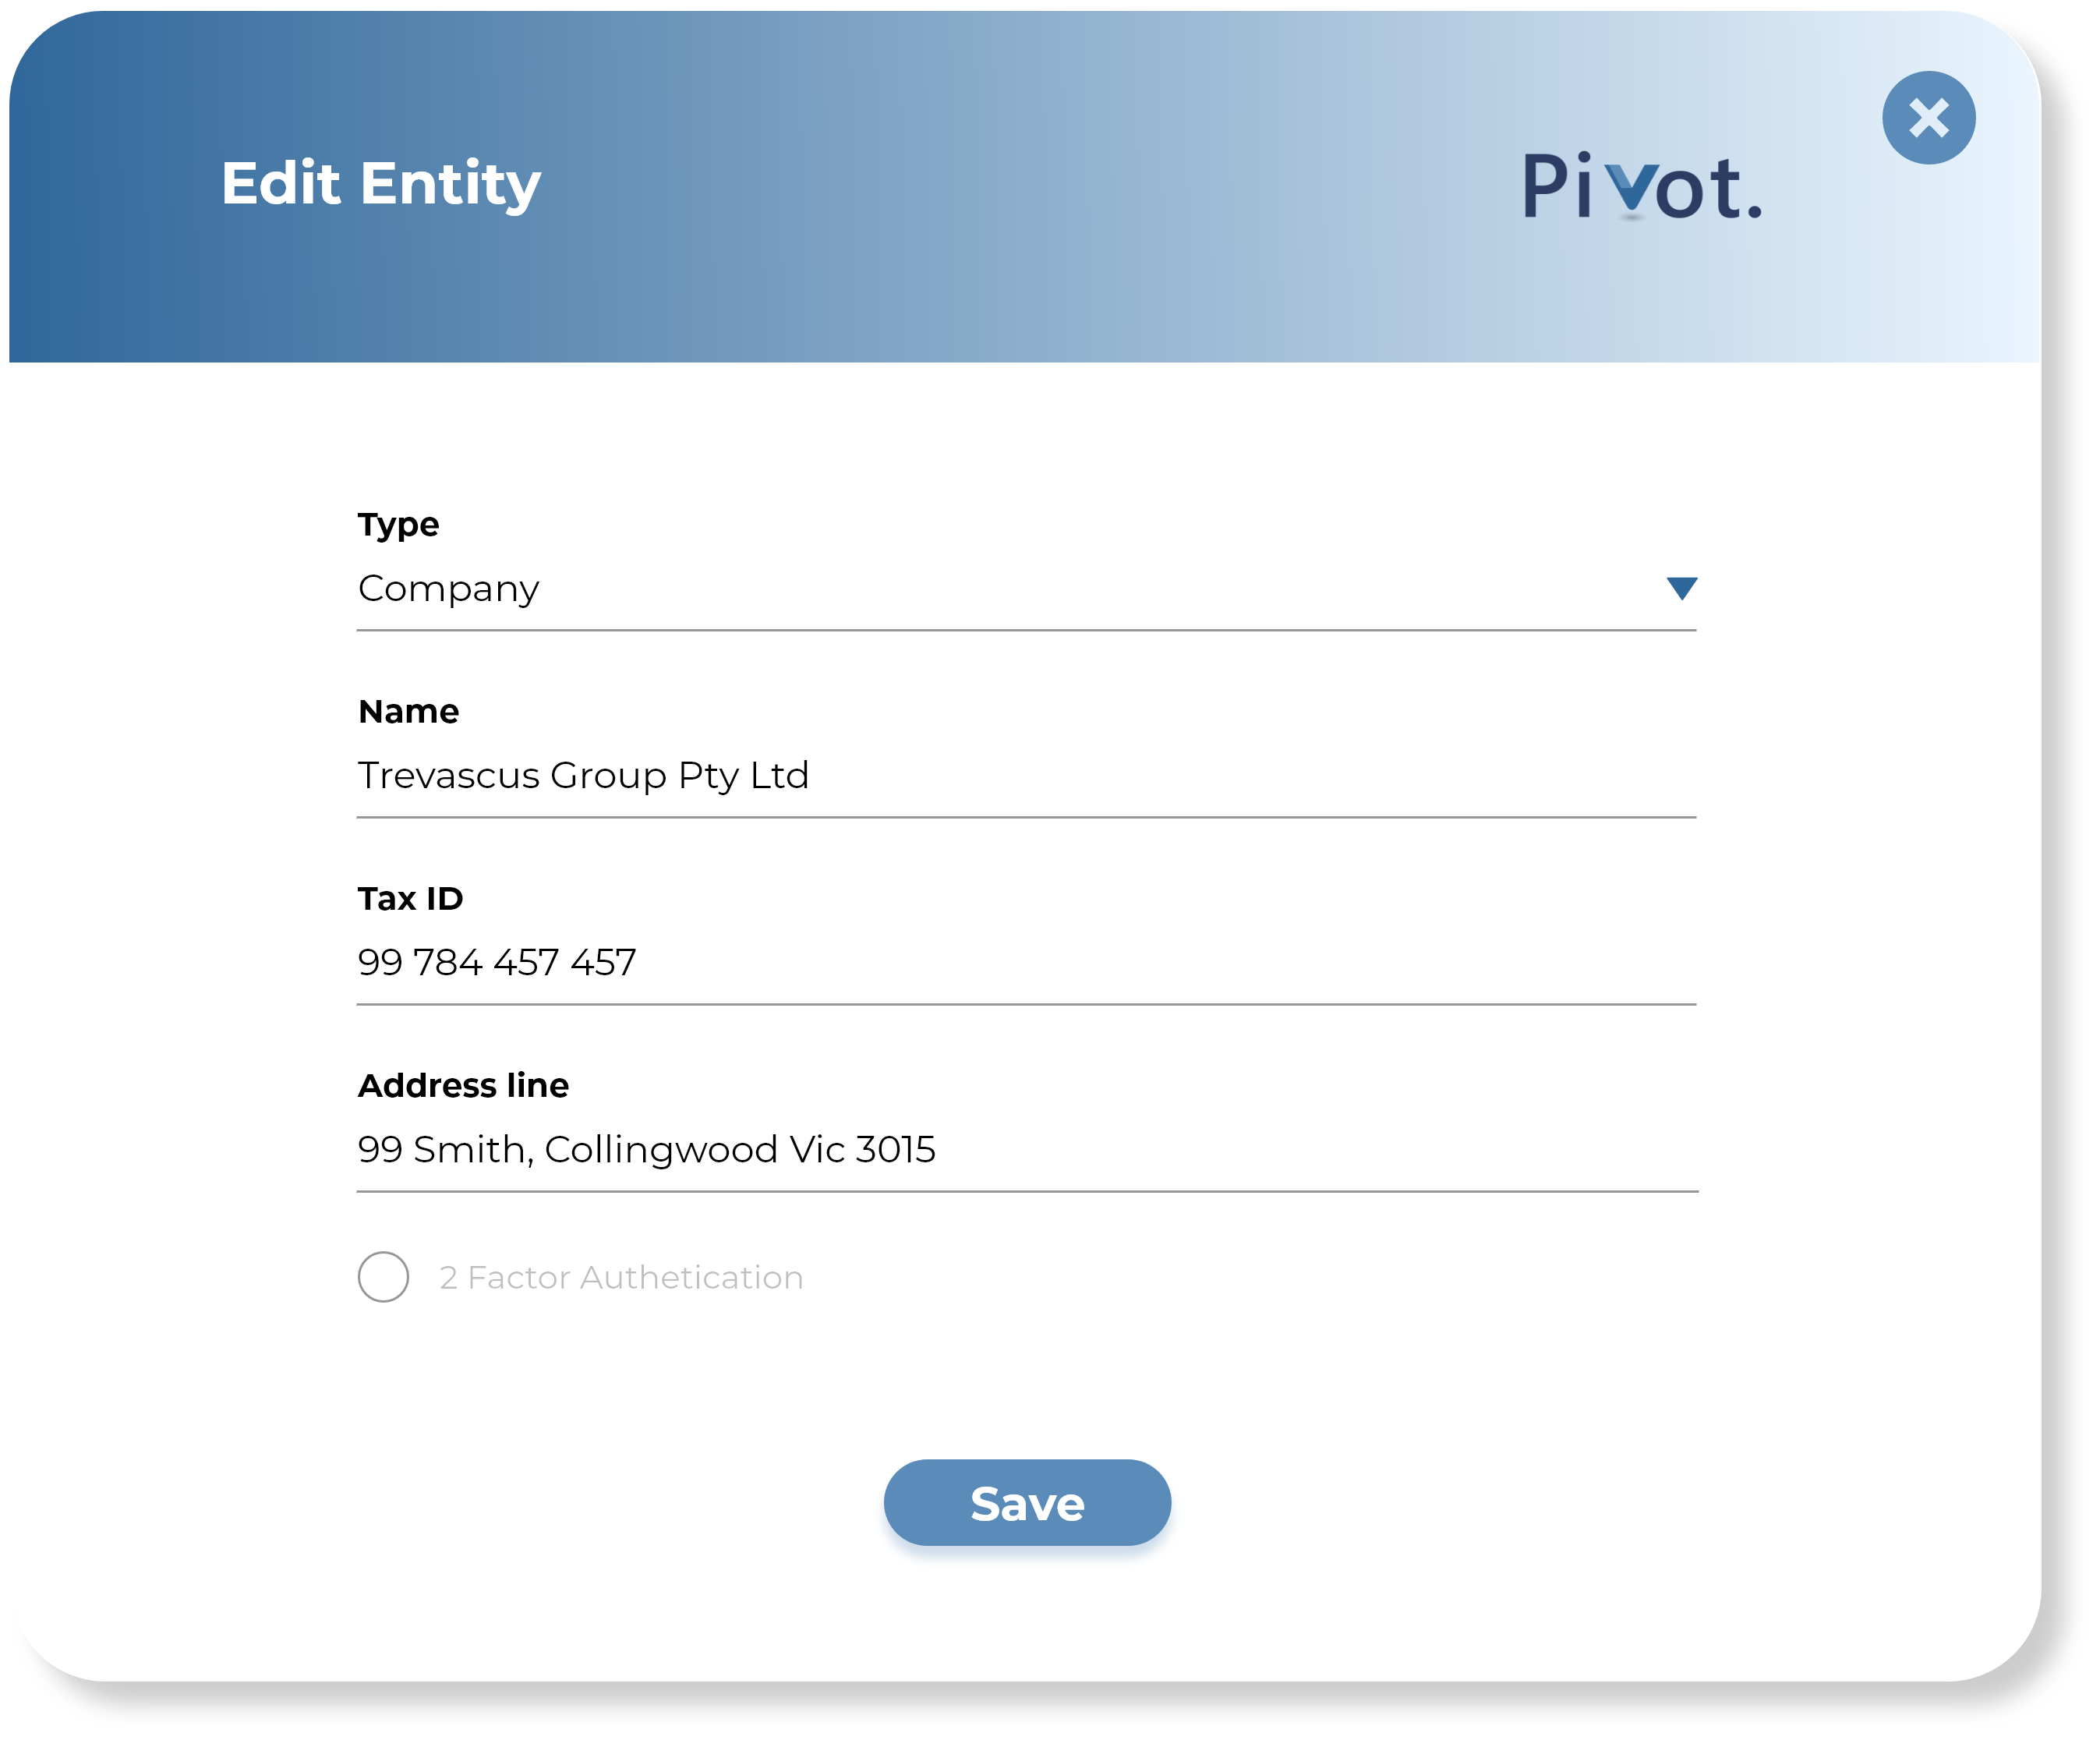 Edit Entity
Pivot.
Type
Company
Name
Trevascus Group Pty Ltd
Tax ID
99 784 457 457
Address line
99 Smith, Collingwood Vic 3015
2 Factor Authetication
Save